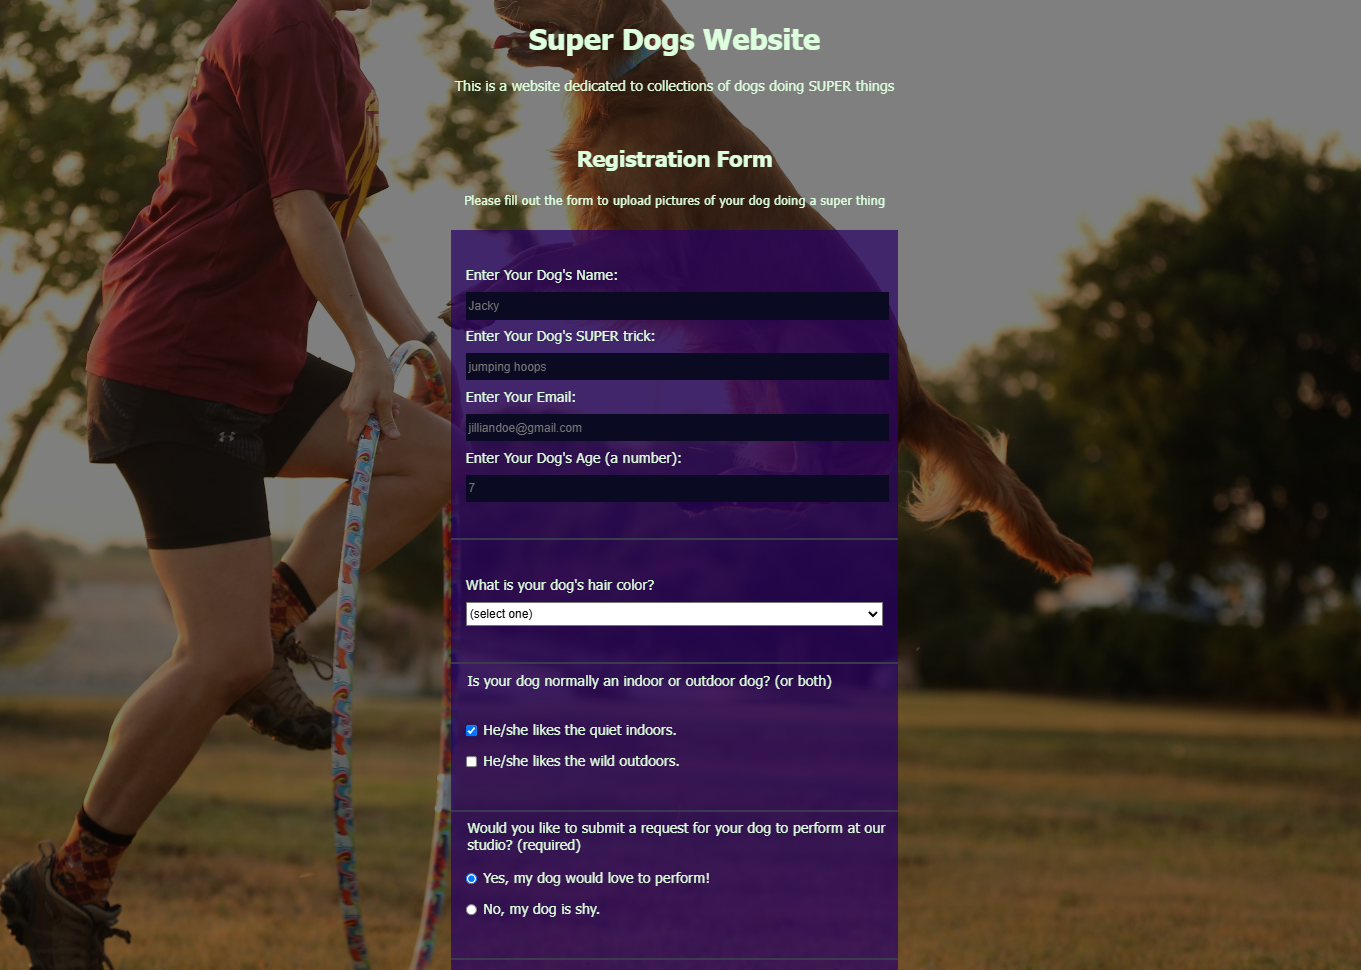 Super Dogs Website
This is a website dedicated to collections of dogs doing SUPER things
Registration Form
Please fill out the form to upload pictures of your dog doing a super thing
Enter Your Dog's Name:
Jacky
Enter Your Dog's SUPER trick:
jumping hoops
Enter Your Email:
jilliandoe@gmail.com
Enter Your Dog's Age (a number):
7
What is your dog's hair color?
(select one)
Is your dog normally an indoor or outdoor dog? (or both)
He/she likes the quiet indoors.
He/she likes the wild outdoors.
Would you like to submit a request for your dog to perform at our
studio? (required)
Yes, my dog would love to perform!
No, my dog is shy.